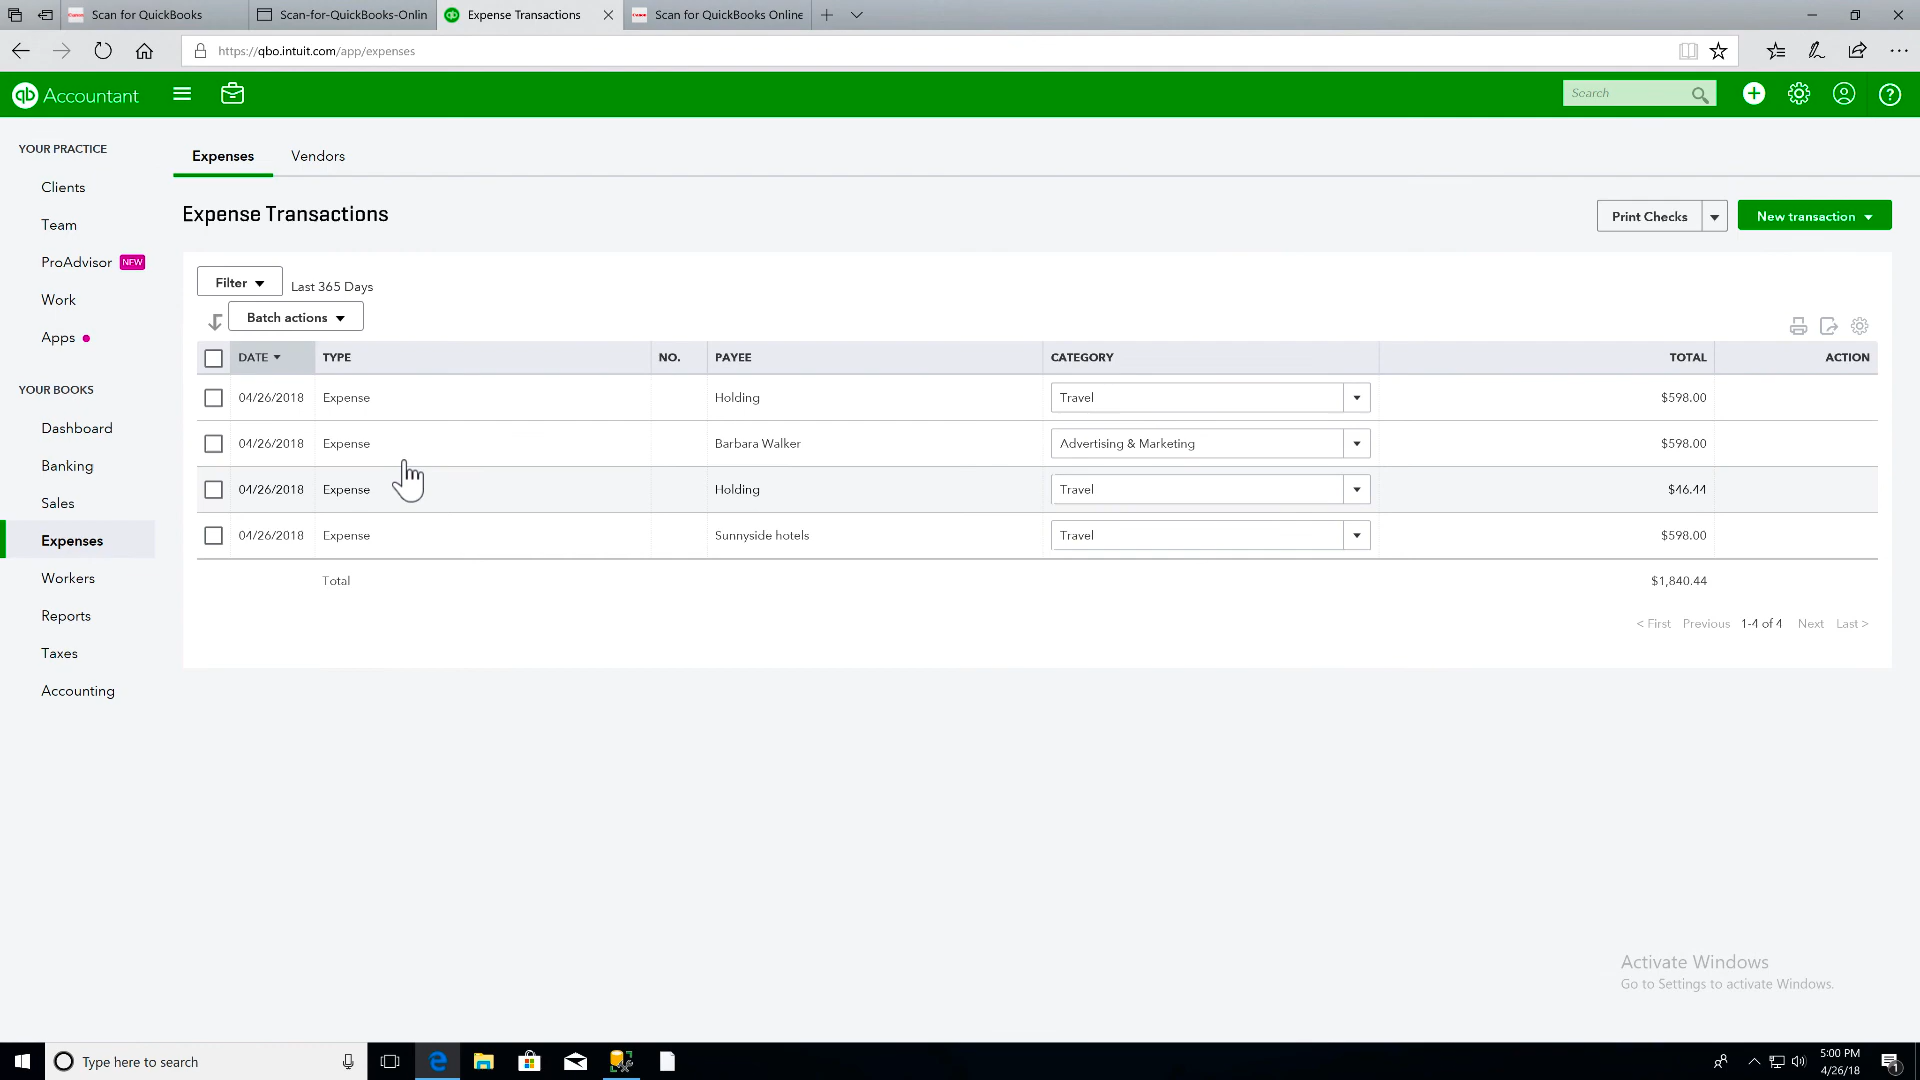 Scan for QuickBooks
Scan-for-QuickBooks-Onlin
Expense Transactions
Scan for QuickBooks Online
https://qbo.intuit.com/app/expenses
qb Accountant
Search
YOUR PRACTICE
Clients
Team
ProAdvisor NEW
Work
Apps
YOUR BOOKS
Dashboard
Banking
Sales
Expenses
Workers
Reports
Taxes
Accounting
Expenses Vendors
Expense Transactions
Print Checks New transaction
Filter Last 365 Days
Batch actions
DATE TYPE NO. PAYEE CATEGORY TOTAL ACTION
04/26/2018 Expense Holding Travel $598.00
04/26/2018 Expense Barbara Walker Advertising & Marketing $598.00
04/26/2018 Expense Holding Travel $46.44
04/26/2018 Expense Sunnyside hotels Travel $598.00
Total $1,840.44
< First Previous 1-4 of 4 Next Last >
Activate Windows
Go to Settings to activate Windows.
Type here to search
5:00 PM
4/26/18
1